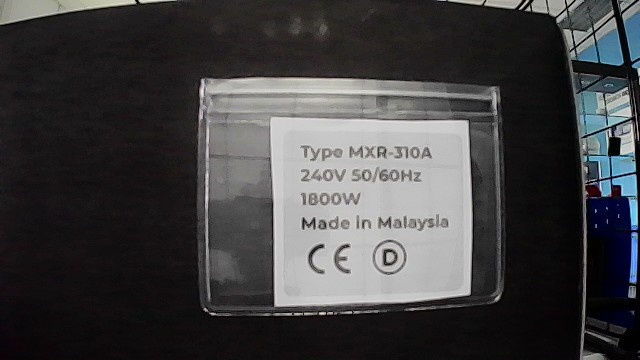 Type MXR-310A
240V 50/60Hz
1800W
Made in Malaysia
CE D